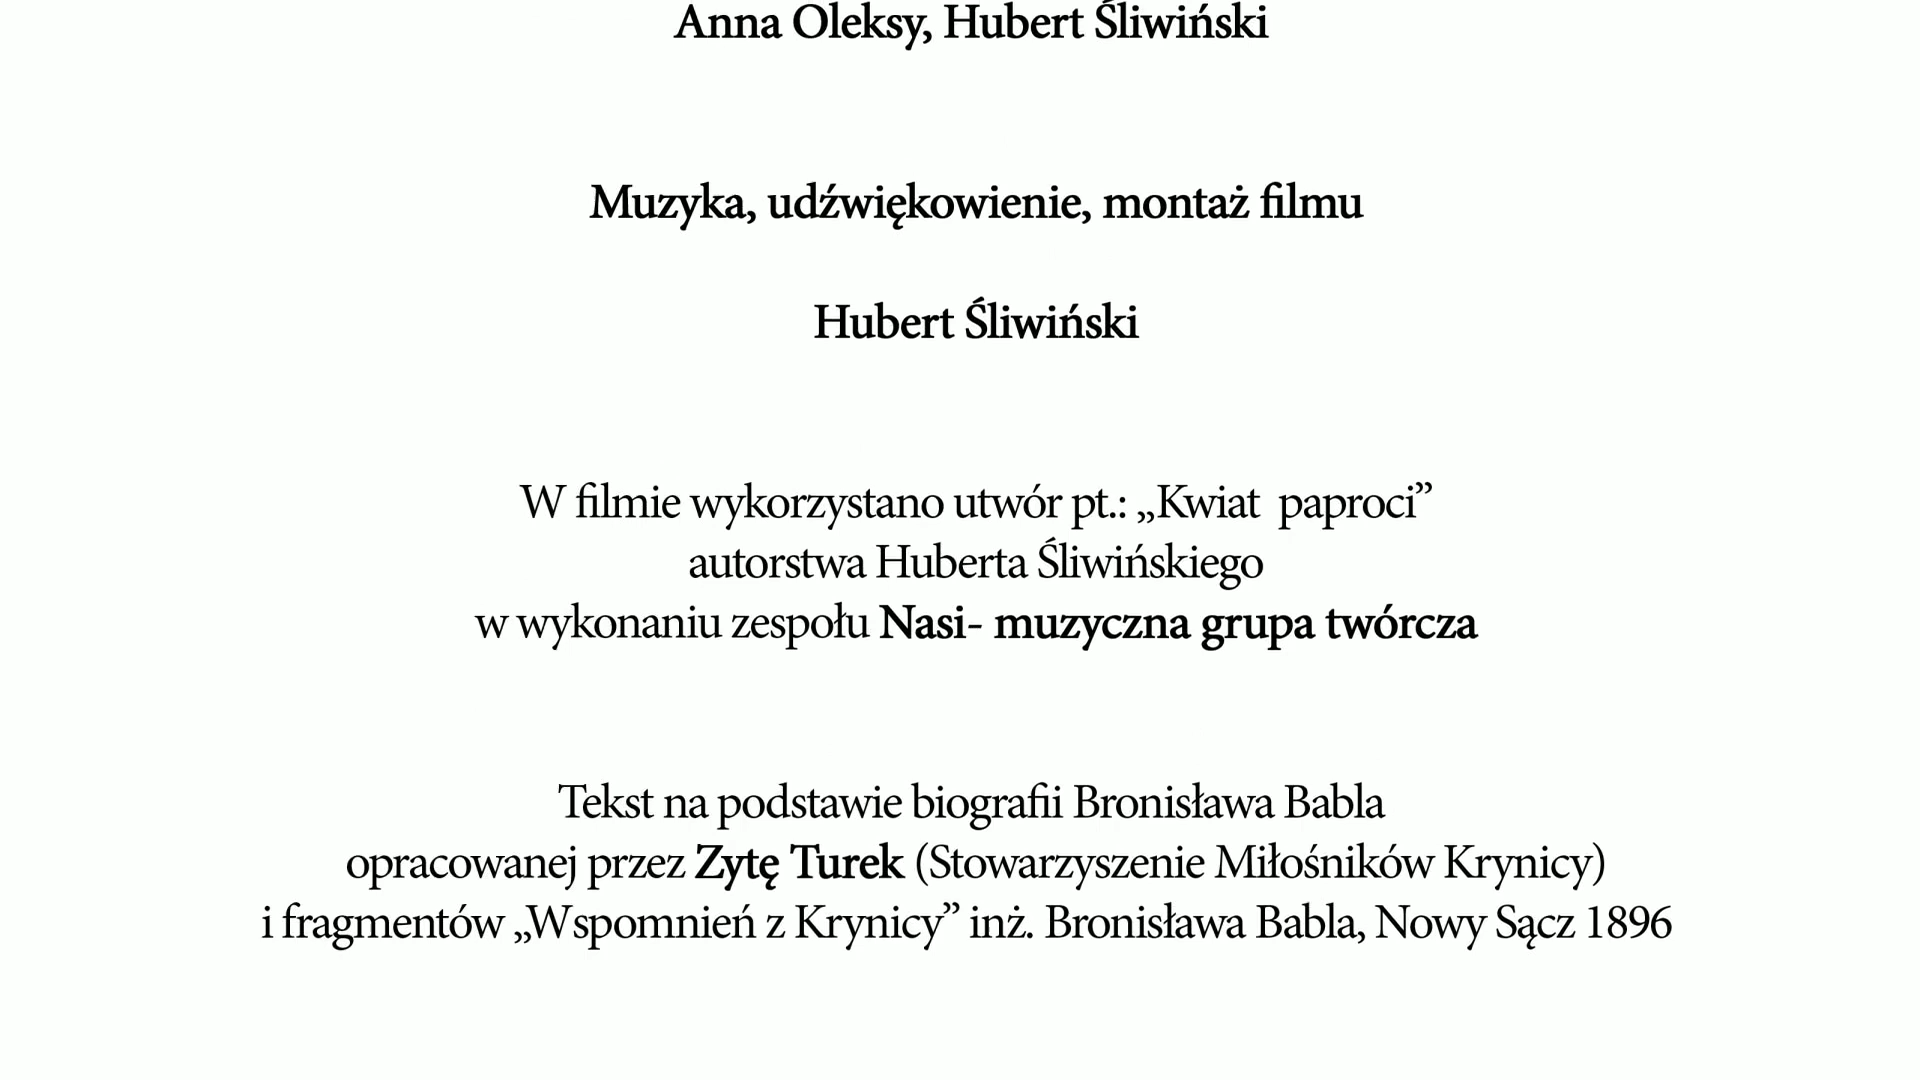 Anna Oleksy, Hubert Śliwiński
Muzyka, udźwiękowienie, montaż filmu
Hubert Śliwiński
W filmie wykorzystano utwór pt.: „Kwiat paproci”
autorstwa Huberta Śliwińskiego
w wykonaniu zespołu Nasi- muzyczna grupa twórcza
Tekst na podstawie biografii Bronisława Babla
opracowanej przez Zytę Turek (Stowarzyszenie Miłośników Krynicy)
i fragmentów „Wspomnień z Krynicy” inż. Bronisława Babla, Nowy Sącz 1896